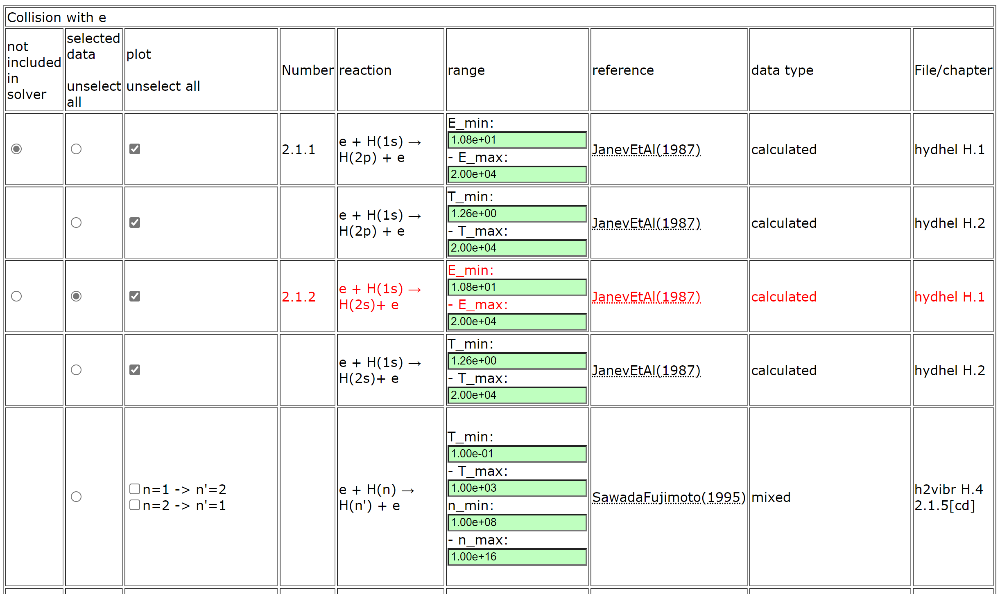 Collision with e
not
included
in
solver
selected
data
unselect
all
plot
unselect all
Number
reaction
range
reference
data type
File/chapter
2.1.1
e + H(1s) →
H(2p) + e
E_min:
1.08e+01
- E_max:
2.00e+04
JanevEtAl(1987)
calculated
hydhel H.1
e + H(1s) →
H(2p) + e
T_min:
1.26e+00
- T_max:
2.00e+04
JanevEtAl(1987)
calculated
hydhel H.2
2.1.2
e + H(1s) →
H(2s)+ e
E_min:
1.08e+01
- E_max:
2.00e+04
JanevEtAl(1987)
calculated
hydhel H.1
e + H(1s) →
H(2s)+ e
T_min:
1.26e+00
- T_max:
2.00e+04
JanevEtAl(1987)
calculated
hydhel H.2
n=1 -> n'=2
n=2 -> n'=1
e + H(n) →
H(n') + e
T_min:
1.00e-01
- T_max:
1.00e+03
n_min:
1.00e+08
- n_max:
1.00e+16
SawadaFujimoto(1995)
mixed
h2vibr H.4
2.1.5[cd]